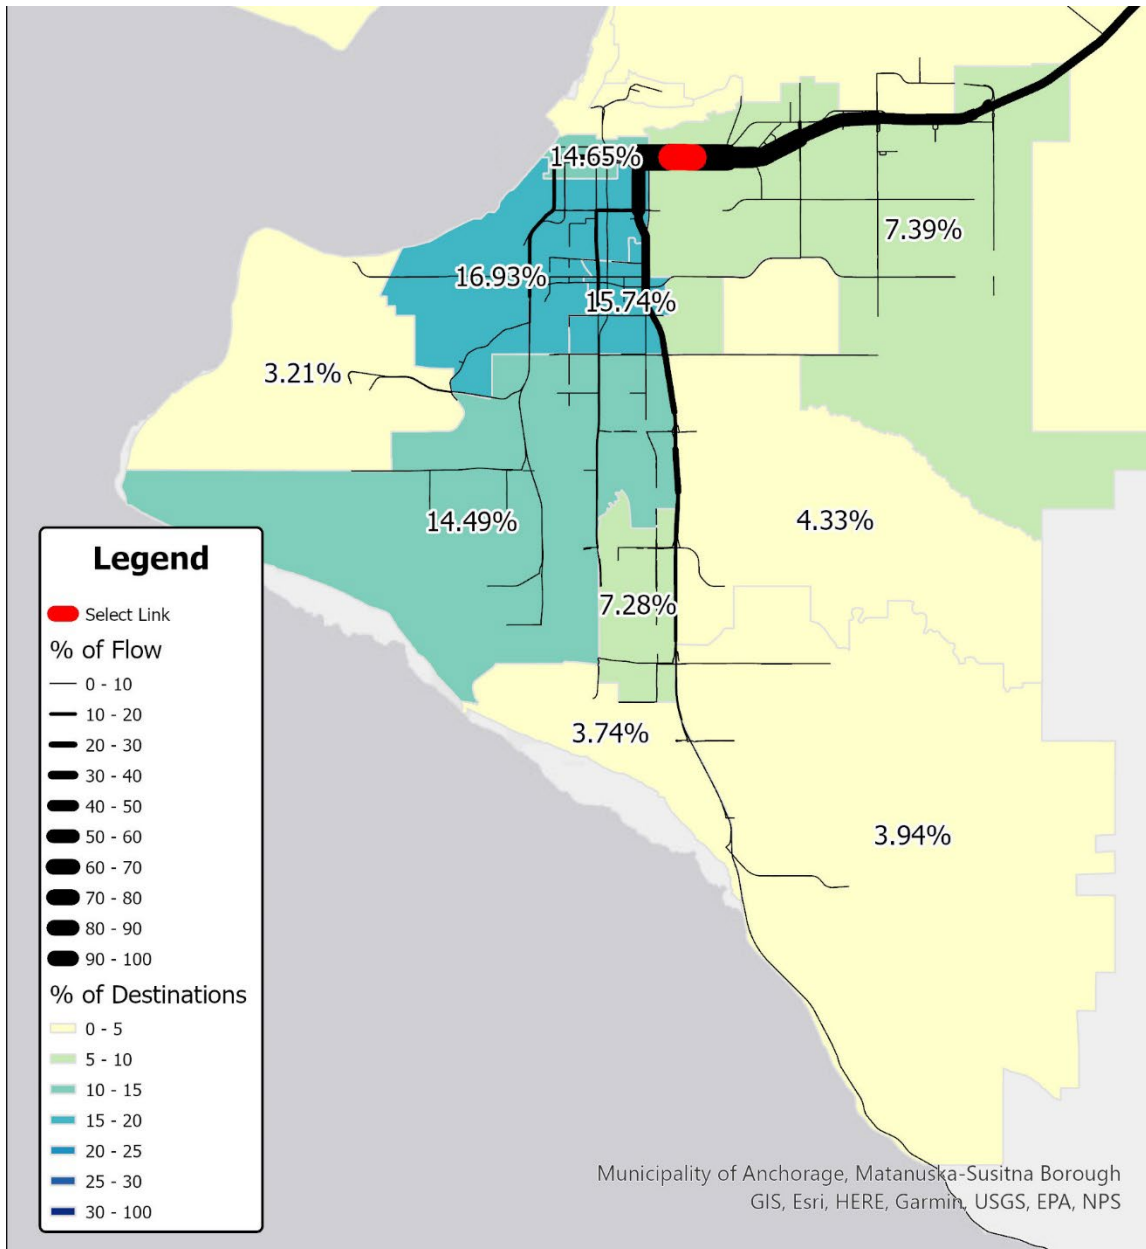 14.65%
7.39%
16.93%
15.74%
3.21%
14.49%
4.33%
7.28%
3.74%
3.94%
Legend
Select Link
% of Flow
0 - 10
10 - 20
20 - 30
30 - 40
40 - 50
50 - 60
60 - 70
70 - 80
80 - 90
90 - 100
% of Destinations
0 - 5
5 - 10
10 - 15
15 - 20
20 - 25
25 - 30
30 - 100
Municipality of Anchorage, Matanuska-Susitna Borough
GIS, Esri, HERE, Garmin, USGS, EPA, NPS